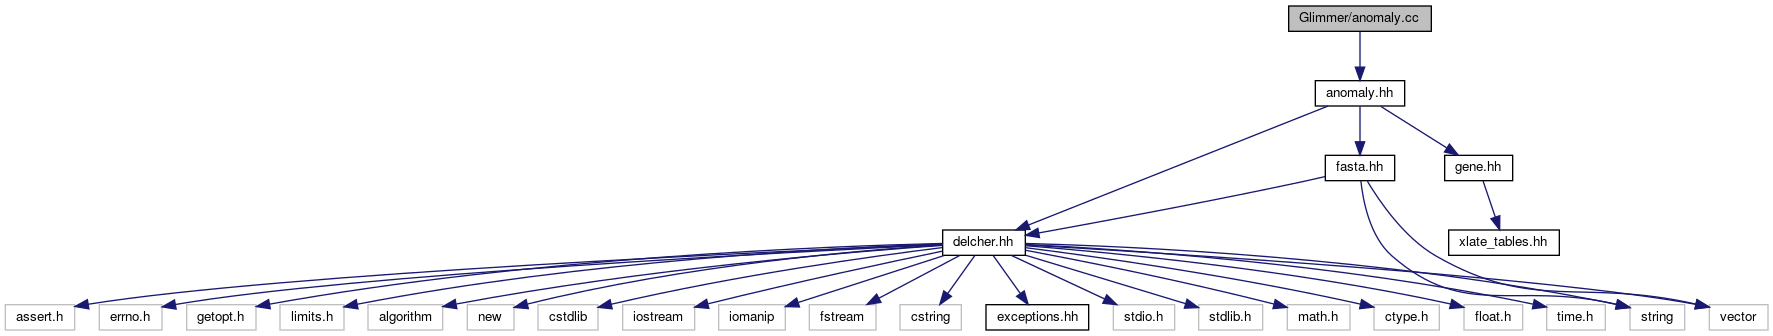 Glimmer/anomaly.cc
anomaly.hh
fasta.hh
gene.hh
delcher.hh
xlate_tables.hh
assert.h
errno.h
getopt.h
limits.h
algorithm
new
cstdlib
iostream
iomanip
fstream
cstring
exceptions.hh
stdio.h
stdlib.h
math.h
ctype.h
float.h
time.h
string
vector